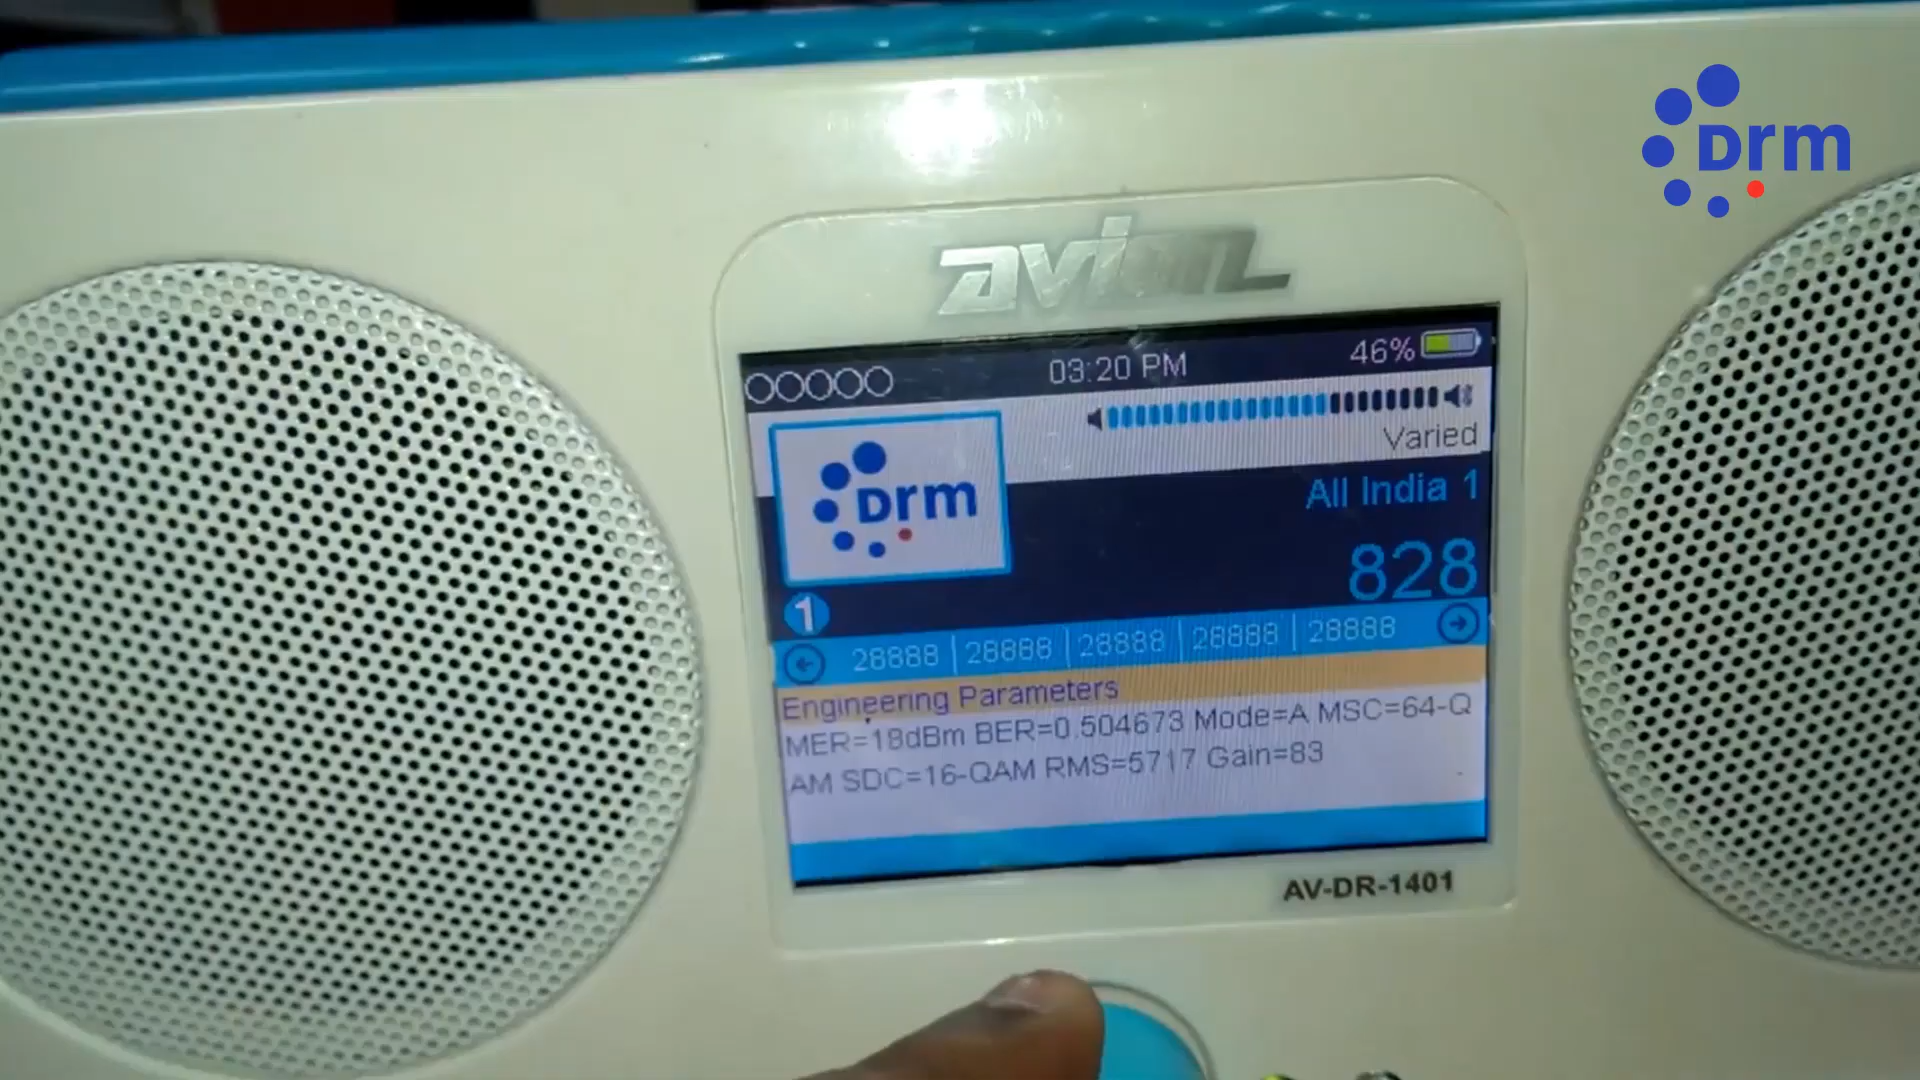 Drm
AVION
03:20 PM
46%
Varied
Drm
All India 1
828
1
28888 28888 28888 28888 28888
Engineering Parameters
MER=18dBm BER=0.504673 Mode=A MSC=64-Q
AM SDC=16-QAM RMS=5717 Gain=83
AV-DR-1401